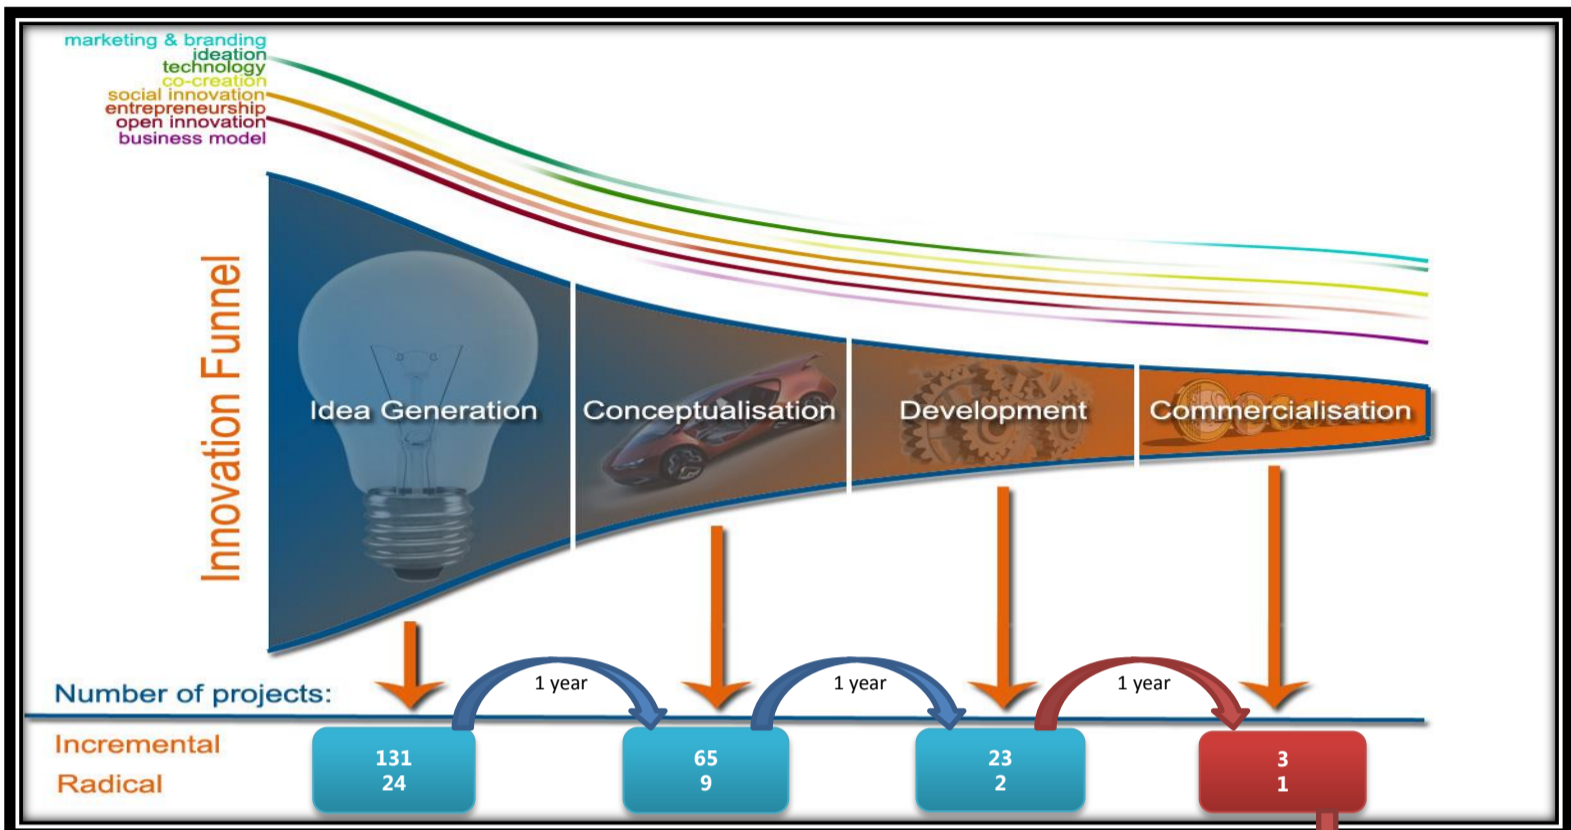 marketing & branding
ideation
technology
co-creation
social innovation
entrepreneurship
open innovation
business model
Innovation Funnel
Idea Generation
Conceptualisation
Development
Commercialisation
Number of projects:
1 year
1 year
1 year
Incremental
131
65
23
3
Radical
24
9
2
1